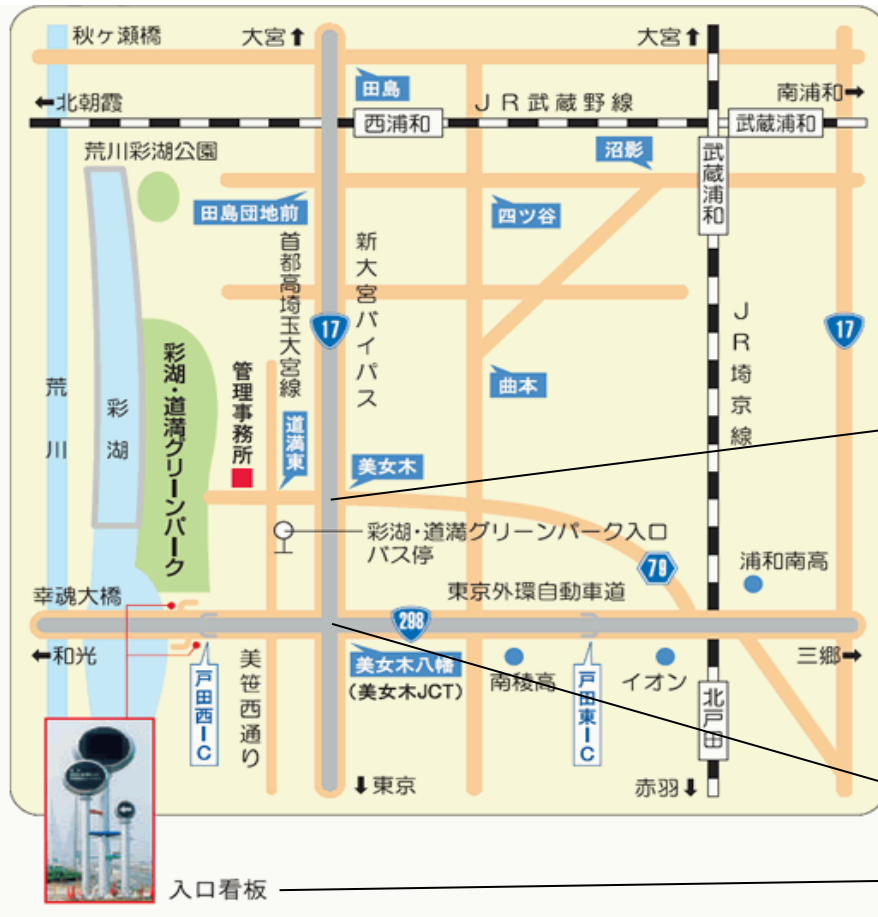 秋ヶ瀬橋
大宮↑
大宮↑
田島
←北朝霞
JR武蔵野線
南浦和→
西浦和
武蔵浦和
荒川彩湖公園
沼影
武蔵浦和
田島団地前
四ツ谷
首都高埼玉大宮線
新大宮バイパス
17
JR埼京線
17
彩湖・道満グリーンパーク
管理事務所
荒川
彩湖
曲本
道満東
美女木
彩湖・道満グリーンパーク入口
バス停
79
浦和南高
幸魂大橋
東京外環自動車道
298
←和光
美笹西通り
美女木八幡
(美女木JCT)
南稜高
イオン
三郷→
戸田西IC
戸田東IC
北戸田
↓東京
赤羽↓
入口看板